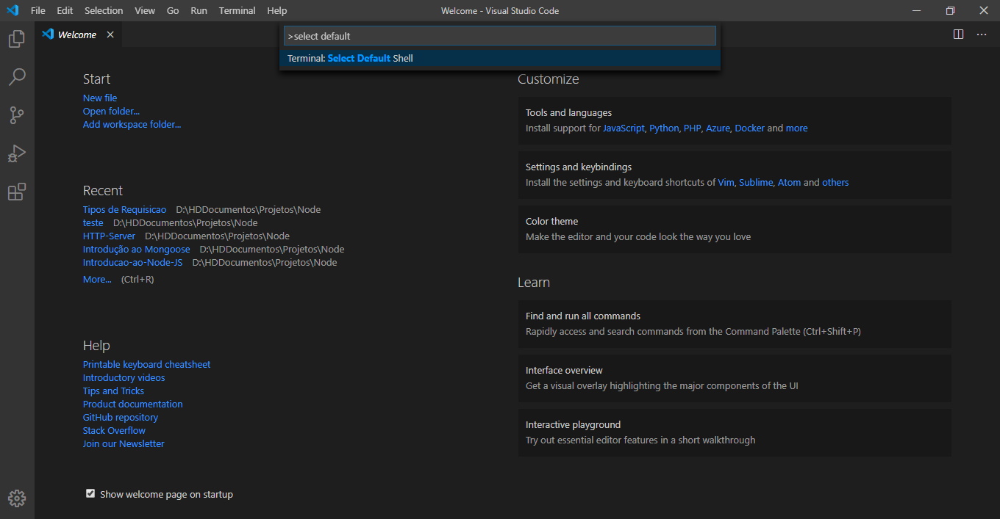 File Edit Selection View Go Run Terminal Help
Welcome - Visual Studio Code
Welcome
>select default
Terminal: Select Default Shell
Start
New file
Open folder...
Add workspace folder...
Recent
Tipos de Requisicao D:\HDDocumentos\Projetos\Node
teste D:\HDDocumentos\Projetos\Node
HTTP-Server D:\HDDocumentos\Projetos\Node
Introdução ao Mongoose D:\HDDocumentos\Projetos\Node
Introducao-ao-Node-JS D:\HDDocumentos\Projetos\Node
More... (Ctrl+R)
Help
Printable keyboard cheatsheet
Introductory videos
Tips and Tricks
Product documentation
GitHub repository
Stack Overflow
Join our Newsletter
Show welcome page on startup
Customize
Tools and languages
Install support for JavaScript, Python, PHP, Azure, Docker and more
Settings and keybindings
Install the settings and keyboard shortcuts of Vim, Sublime, Atom and others
Color theme
Make the editor and your code look the way you love
Learn
Find and run all commands
Rapidly access and search commands from the Command Palette (Ctrl+Shift+P)
Interface overview
Get a visual overlay highlighting the major components of the UI
Interactive playground
Try out essential editor features in a short walkthrough